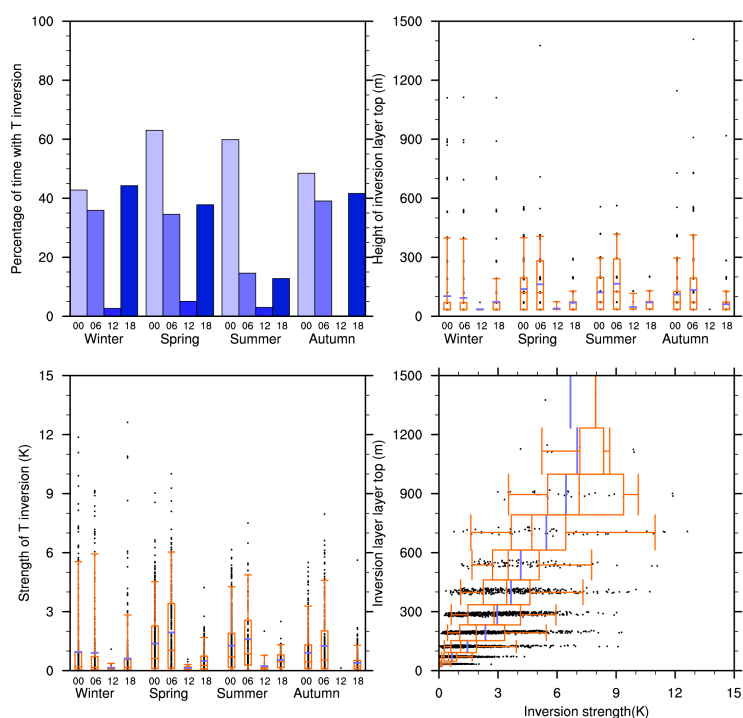 Percentage of time with T inversion
100
80
60
40
20
0
00 06 12 18 00 06 12 18 00 06 12 18 00 06 12 18
Winter Spring Summer Autumn
Height of inversion layer top (m)
1500
1200
900
600
300
0
00 06 12 18 00 06 12 18 00 06 12 18 00 06 12 18
Winter Spring Summer Autumn
Strength of T inversion (K)
15
12
9
6
3
0
00 06 12 18 00 06 12 18 00 06 12 18 00 06 12 18
Winter Spring Summer Autumn
Inversion layer layer top (m)
1500
1200
900
600
300
0
0 3 6 9 12 15
Inversion strength(K)